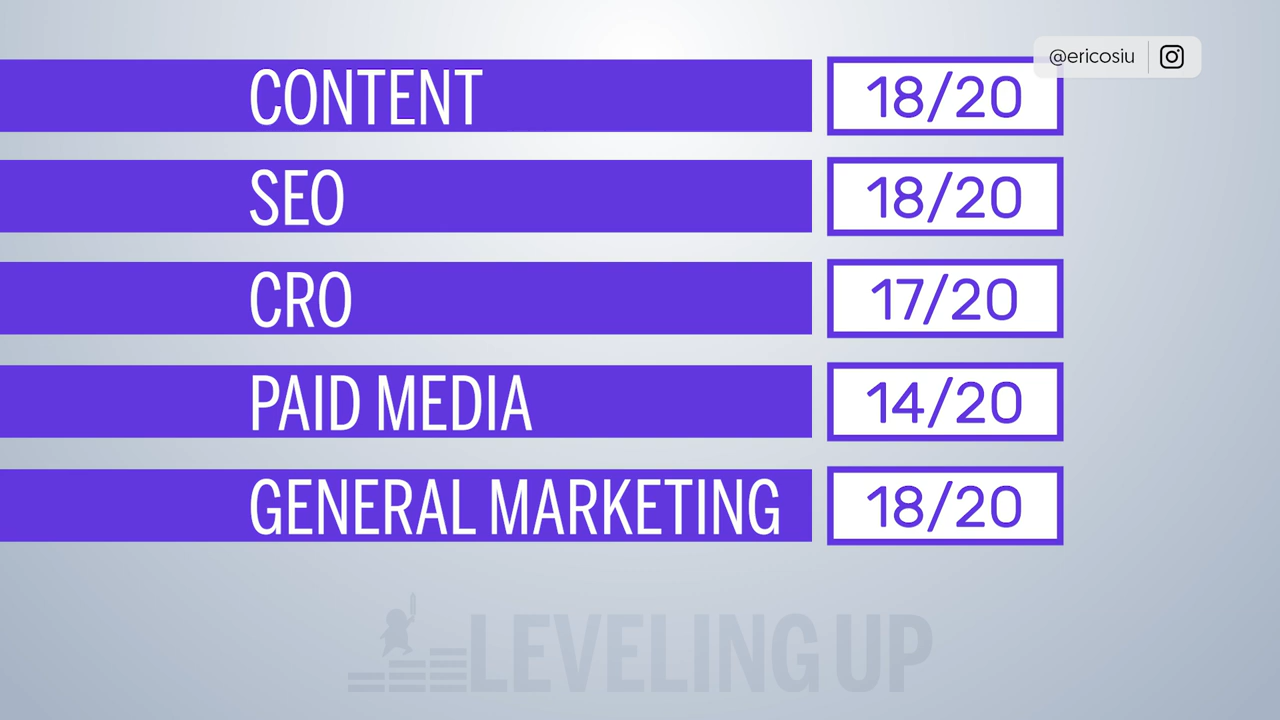 @ericosiu
CONTENT 18/20
SEO 18/20
CRO 17/20
PAID MEDIA 14/20
GENERAL MARKETING 18/20
LEVELING UP